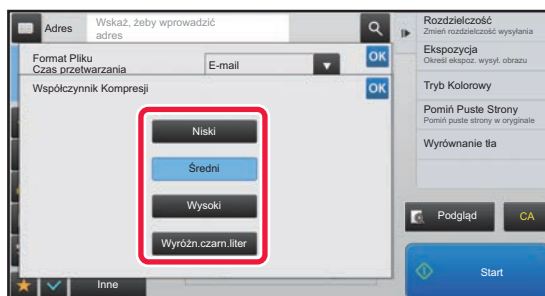 Adres
Wskaż, żeby wprowadzić
adres
Format Pliku
Czas przetwarzania
E-mail
OK
Współczynnik Kompresji
OK
Niski
Średni
Wysoki
Wyróżn.czarn.liter
Inne
Rozdzielczość
Zmień rozdzielczość wysyłania
Ekspozycja
Określ ekspoz. wysył. obrazu
Tryb Kolorowy
Pomiń Puste Strony
Pomiń puste strony w oryginale
Wyrównanie tła
Podgląd
CA
Start